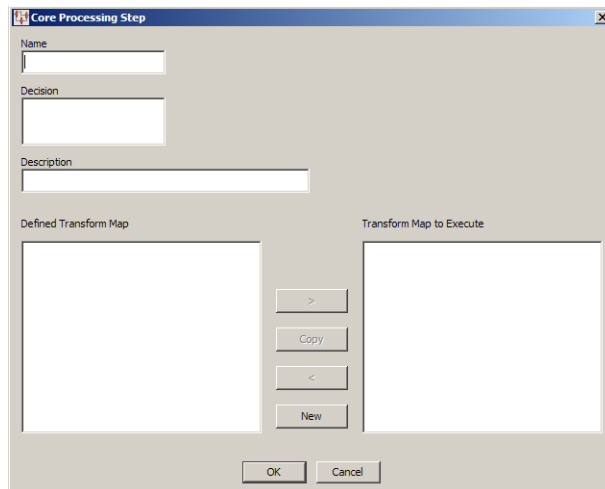 Core Processing Step
Name
Decision
Description
Defined Transform Map
Transform Map to Execute
>
Copy
<
New
OK
Cancel